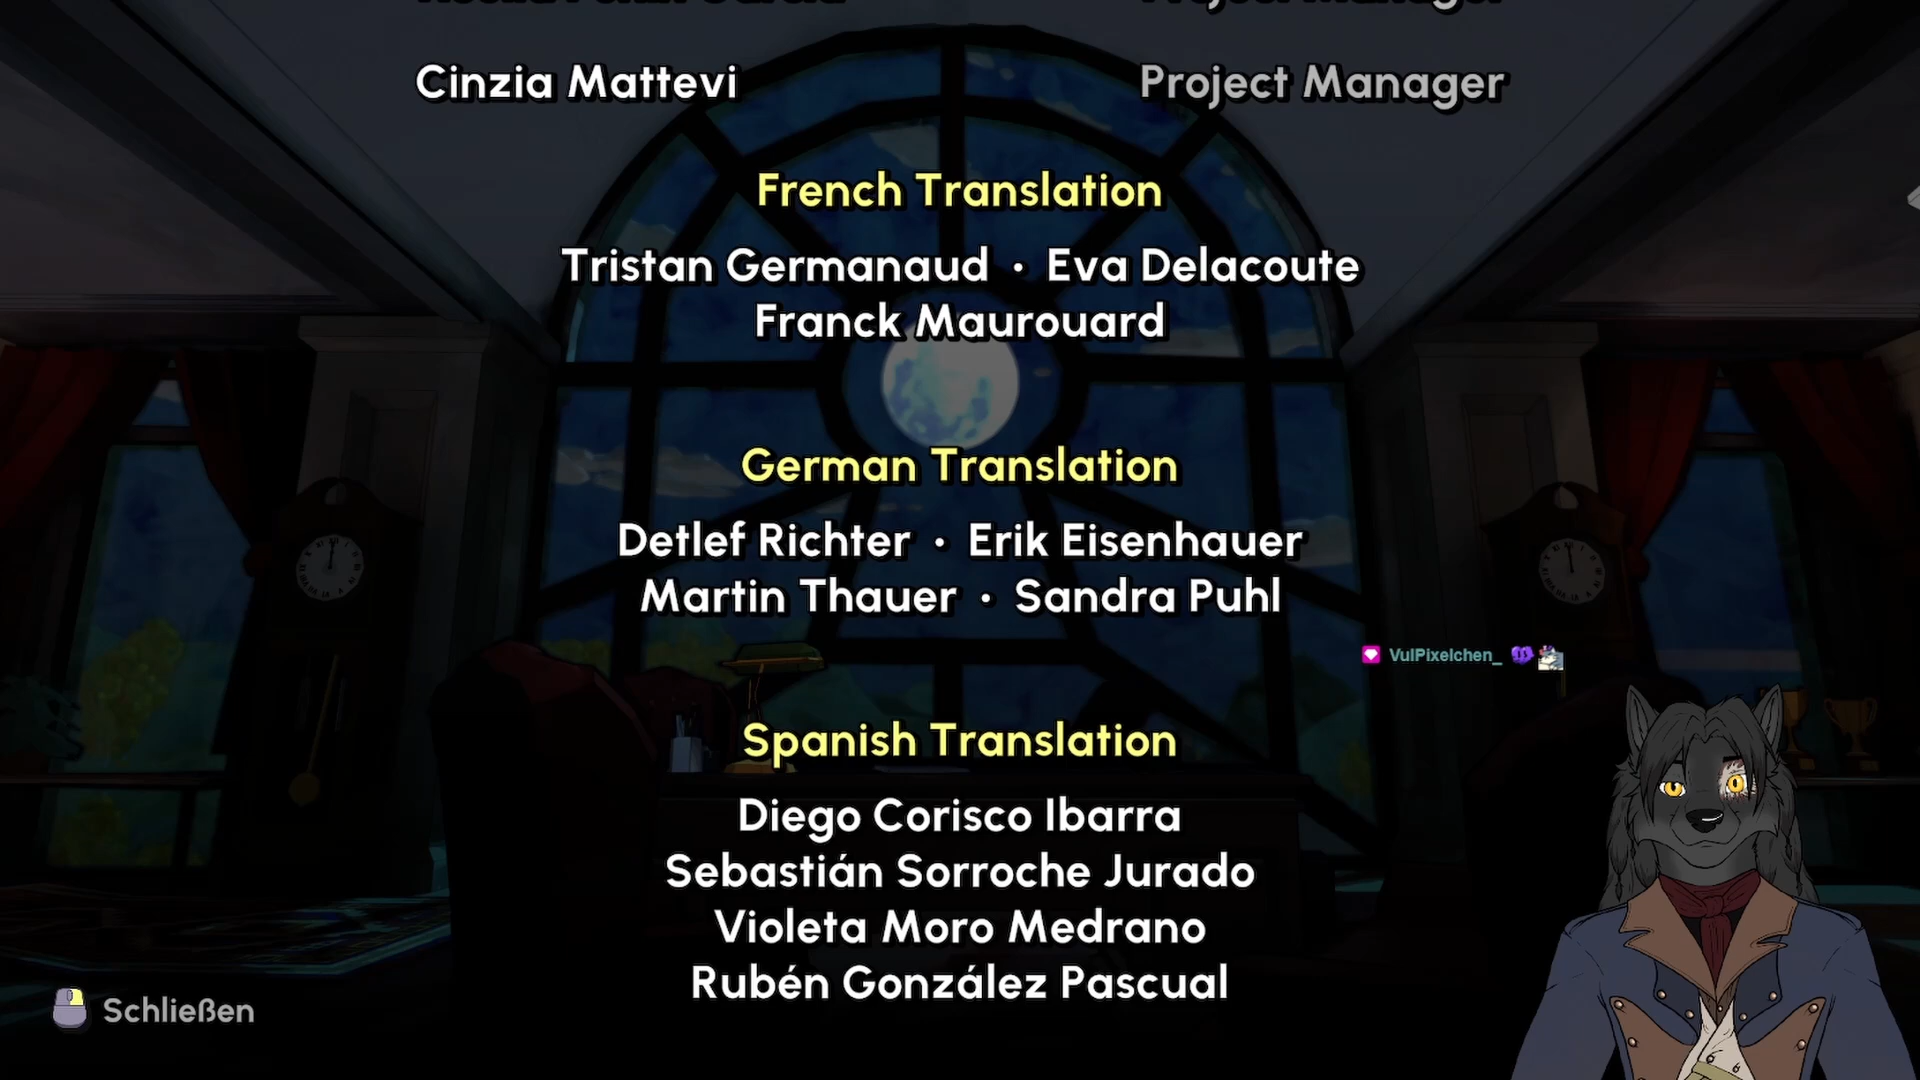 Cinzia Mattevi Project Manager
French Translation
Tristan Germanaud · Eva Delacoute
Franck Maurouard
German Translation
Detlef Richter · Erik Eisenhauer
Martin Thauer · Sandra Puhl
VulPixelchen_
Spanish Translation
Diego Corisco Ibarra
Sebastián Sorroche Jurado
Violeta Moro Medrano
Rubén González Pascual
Schließen